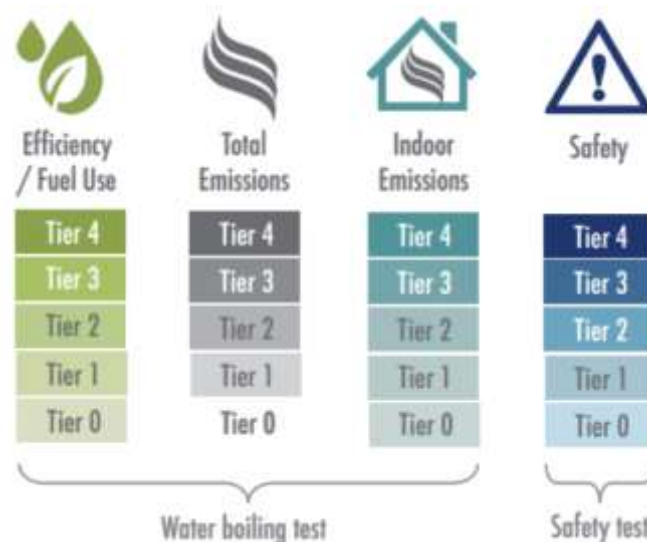 Efficiency
/ Fuel Use
Total
Emissions
Indoor
Emissions
Safety
Tier 4
Tier 3
Tier 2
Tier 1
Tier 0
Tier 4
Tier 3
Tier 2
Tier 1
Tier 0
Tier 4
Tier 3
Tier 2
Tier 1
Tier 0
Tier 4
Tier 3
Tier 2
Tier 1
Tier 0
Water boiling test
Safety test